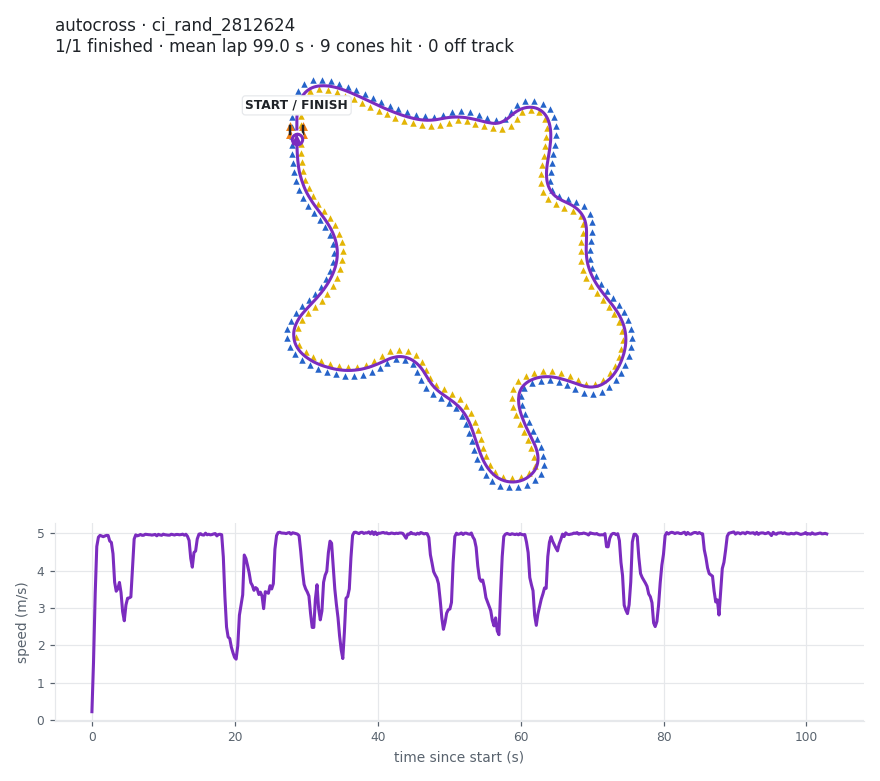 autocross · ci_rand_2812624
1/1 finished · mean lap 99.0 s · 9 cones hit · 0 off track
START / FINISH
5
4
3
2
1
0
speed (m/s)
0 20 40 60 80 100
time since start (s)